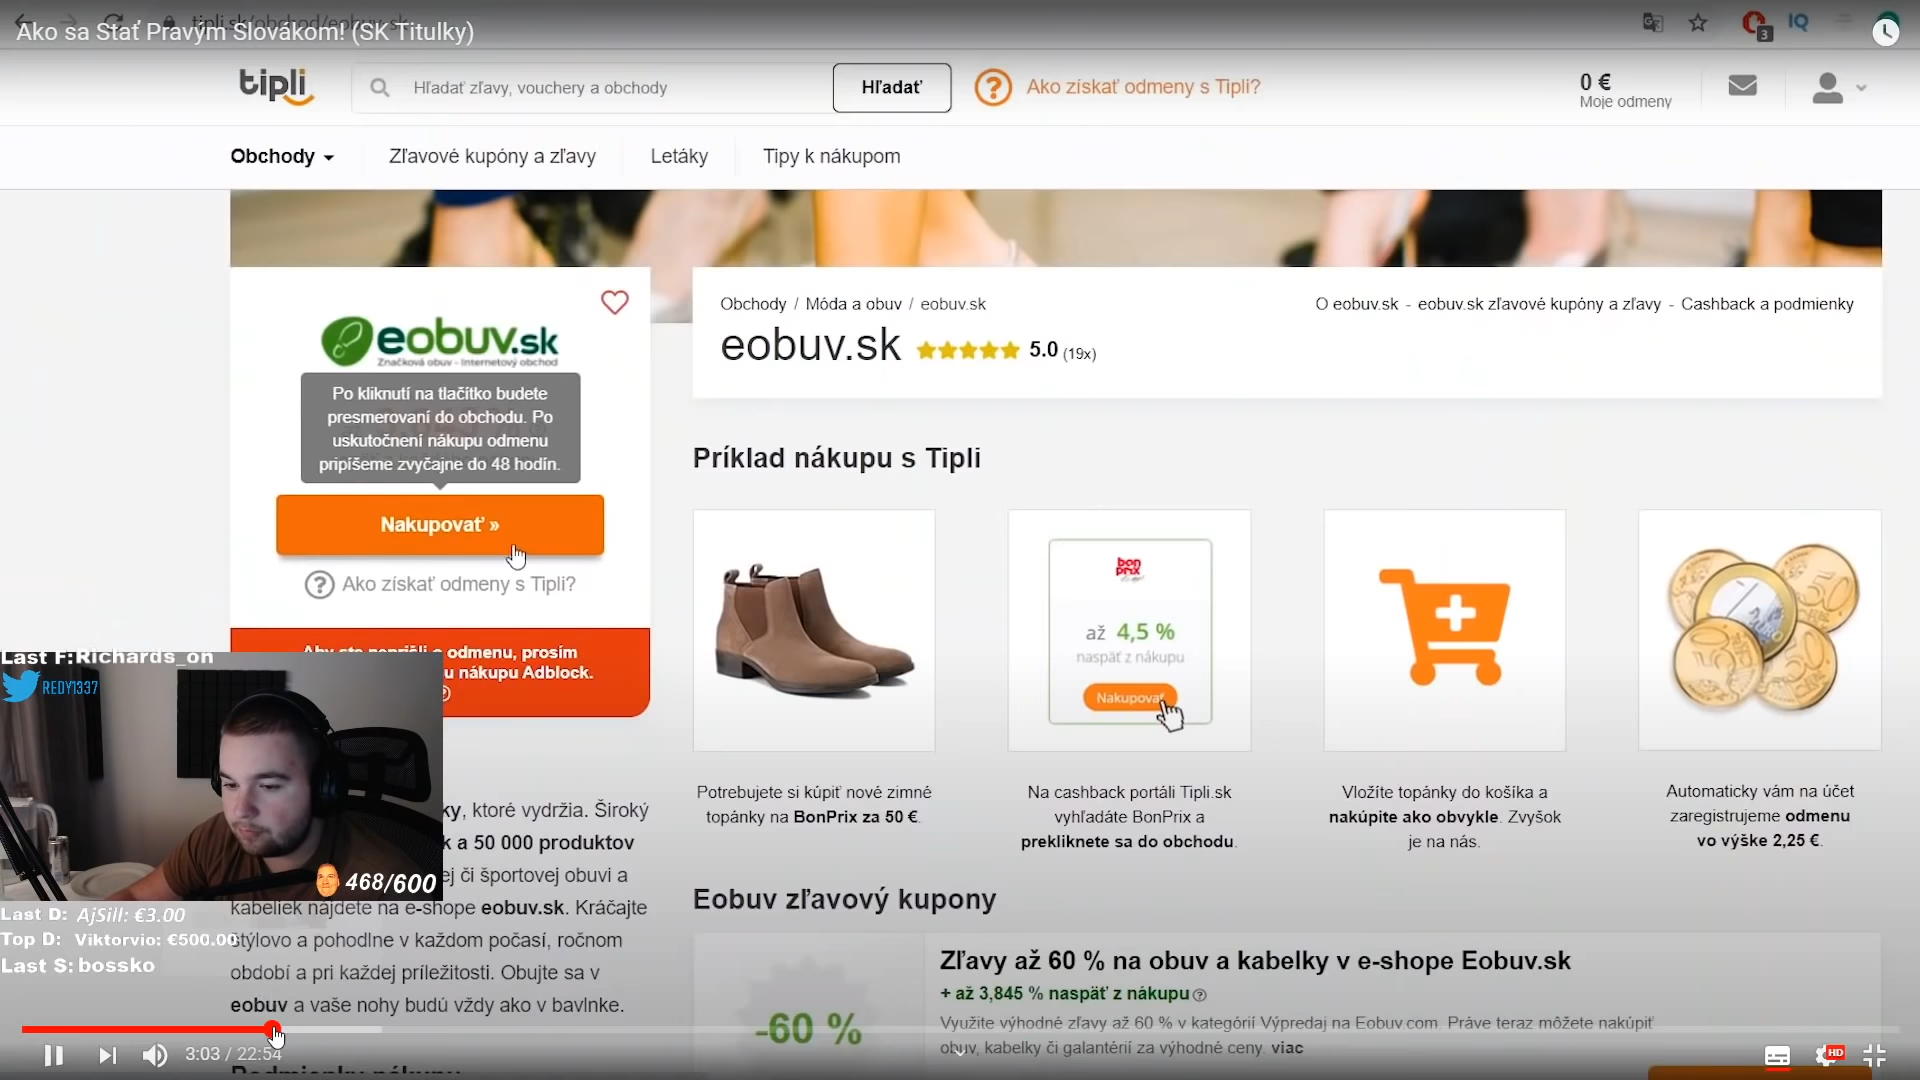 Ako sa Stať Pravým Slovákom! (SK Titulky)
3
IQ
tipli
Hľadať zľavy, vouchery a obchody
Hľadať
Ako získať odmeny s Tipli?
0 €
Moje odmeny
Obchody
Zľavové kupóny a zľavy
Letáky
Tipy k nákupom
eobuv.sk
Značková obuv - Internetový obchod
Po kliknutí na tlačítko budete
presmerovaní do obchodu. Po
uskutočnení nákupu odmenu
pripíšeme zvyčajne do 48 hodín.
Nakupovať »
Ako získať odmeny s Tipli?
odmenu, prosím
nákupu Adblock.
Obchody / Móda a obuv / eobuv.sk
O eobuv.sk - eobuv.sk zľavové kupóny a zľavy - Cashback a podmienky
eobuv.sk 5.0 (19x)
Príklad nákupu s Tipli
bon prix
až 4,5 %
naspäť z nákupu
Nakupovať
Potrebujete si kúpiť nové zimné
topánky na BonPrix za 50 €.
Na cashback portáli Tipli.sk
vyhľadáte BonPrix a
prekliknete sa do obchodu.
Vložíte topánky do košíka a
nakúpite ako obvykle. Zvyšok
je na nás.
Automaticky vám na účet
zaregistrujeme odmenu
vo výške 2,25 €.
Last F:Richards_on
REDY1337
468/600
Last D: AjSill: €3.00
Top D: Viktorvio: €500.00
Last S: bossko
ktoré vydržia. Široký
a 50 000 produktov
či športovej obuvi a
kabeliek nájdete na e-shope eobuv.sk. Kráčajte
štýlovo a pohodlne v každom počasí, ročnom
období a pri každej príležitosti. Obujte sa v
eobuv a vaše nohy budú vždy ako v bavlnke.
Eobuv zľavový kupony
-60 %
Zľavy až 60 % na obuv a kabelky v e-shope Eobuv.sk
+ až 3,845 % naspäť z nákupu
Využite výhodné zľavy až 60 % v kategórií Výpredaj na Eobuv.com. Práve teraz môžete nakúpiť
obuv, kabelky či galantérií za výhodné ceny. viac
3:03 / 22:54
HD